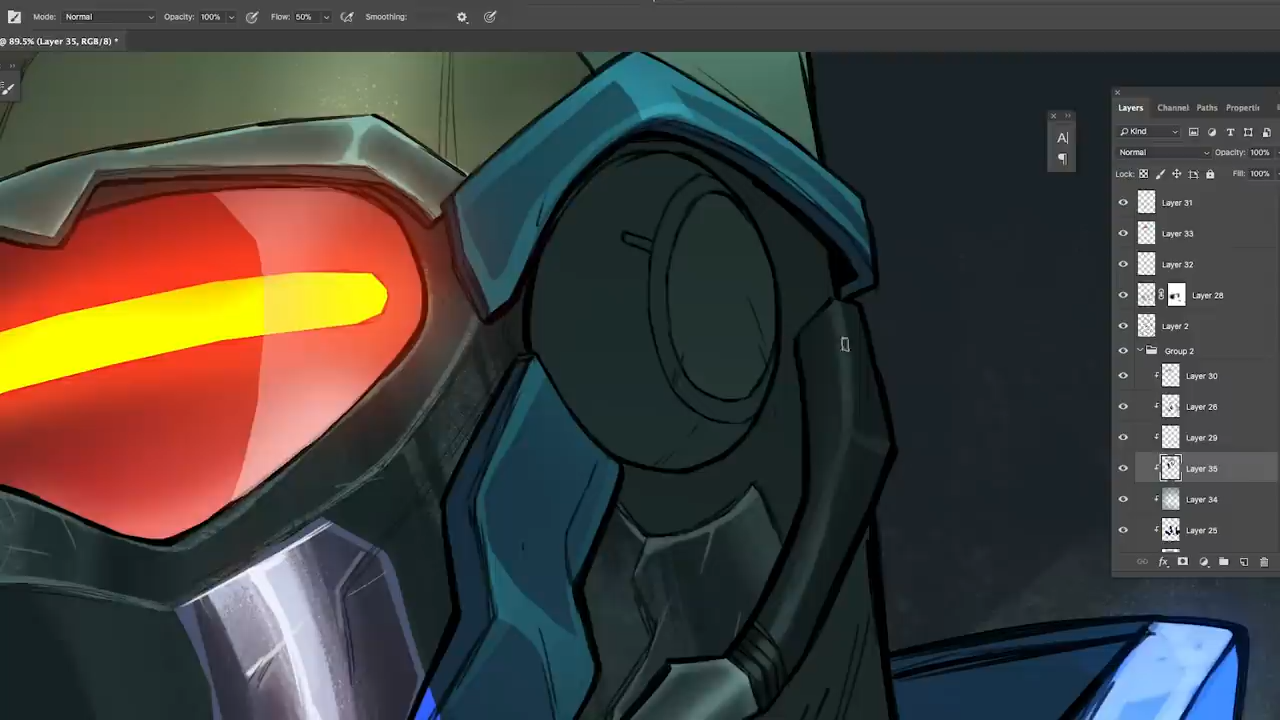 Mode: Normal Opacity: 100% Flow: 50% Smoothing:
@ 89.5% (Layer 35, RGB/8) *
Layers Channel Paths Properti
Kind
Normal Opacity: 100%
Lock: Fill: 100%
Layer 31
Layer 33
Layer 32
Layer 28
Layer 2
Group 2
Layer 30
Layer 26
Layer 29
Layer 35
Layer 34
Layer 25